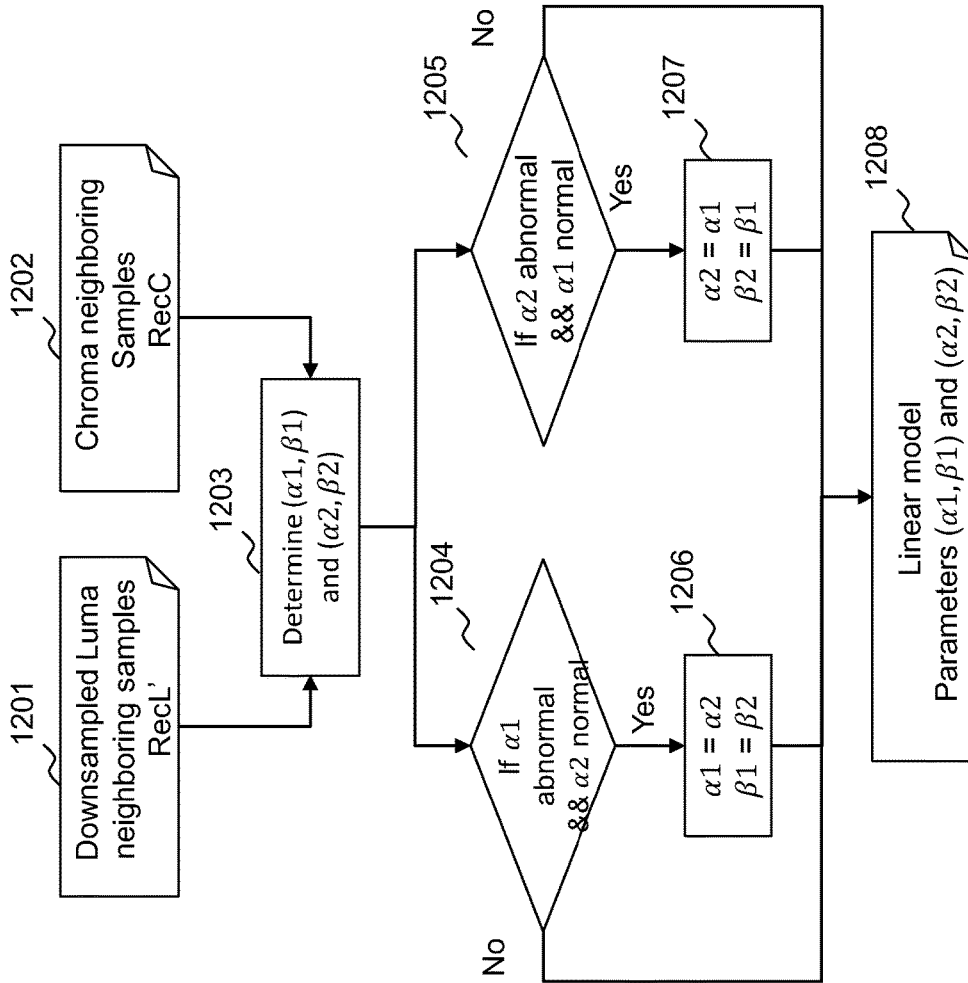 1201
Downsampled Luma
neighboring samples
RecL'
1202
Chroma neighboring
Samples
RecC
1203
Determine (α1, β1)
and (α2, β2)
1204
If α1
abnormal
&& α2 normal
No
Yes
1205
If α2 abnormal
&& α1 normal
No
Yes
1206
α1 = α2
β1 = β2
1207
α2 = α1
β2 = β1
1208
Linear model
Parameters (α1, β1) and (α2, β2)